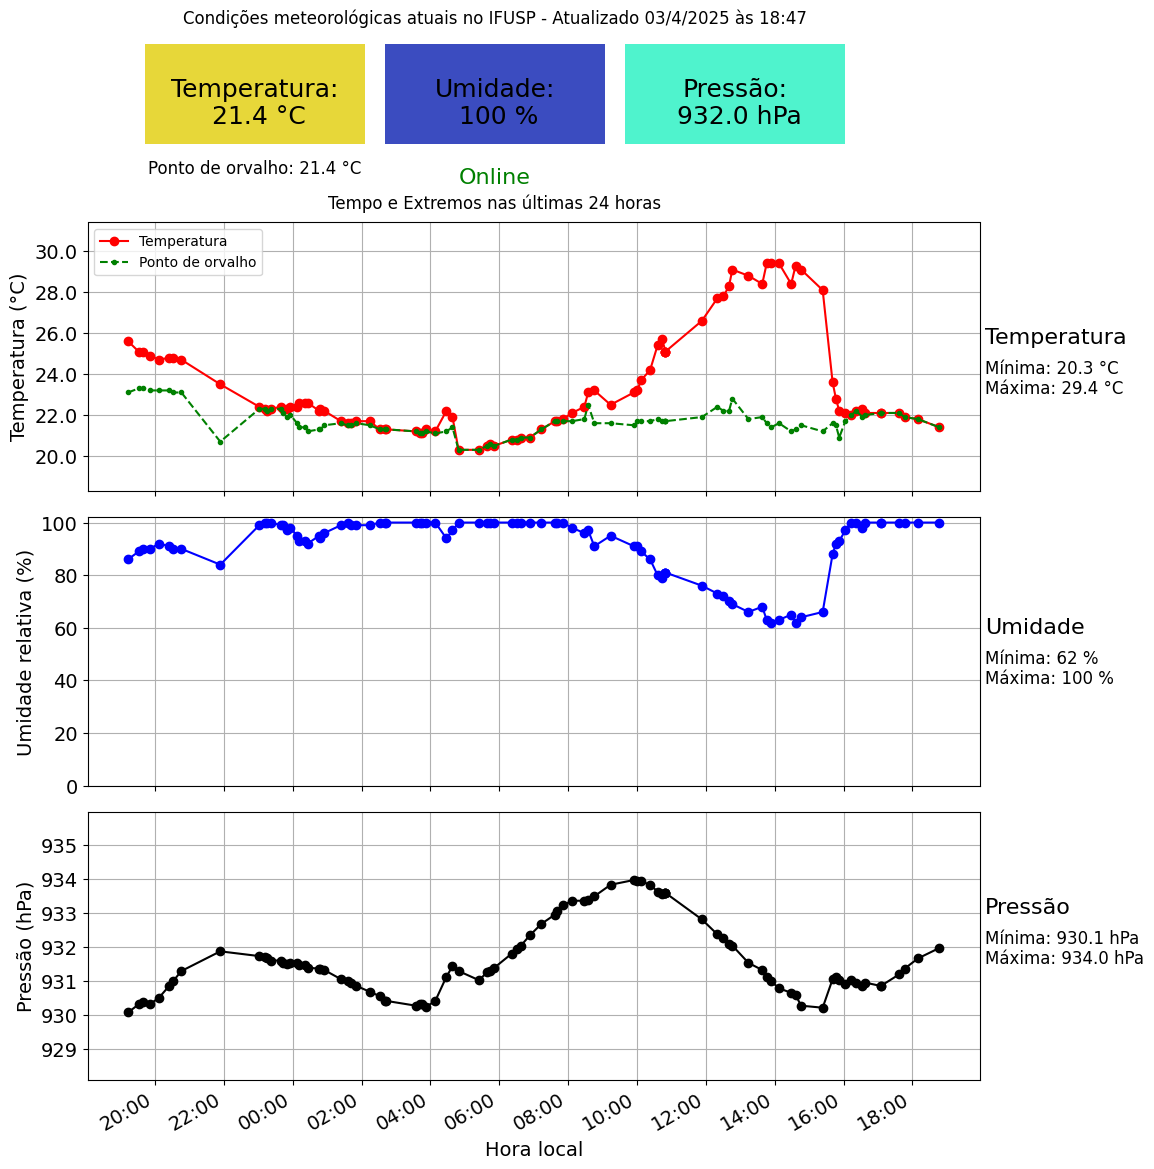 Condições meteorológicas atuais no IFUSP - Atualizado 03/4/2025 às 18:47
Temperatura:
21.4 °C
Umidade:
100 %
Pressão:
932.0 hPa
Ponto de orvalho: 21.4 °C
Online
Tempo e Extremos nas últimas 24 horas
Temperatura
Ponto de orvalho
Temperatura (°C)
30.0
28.0
26.0
24.0
22.0
20.0
Temperatura
Mínima: 20.3 °C
Máxima: 29.4 °C
Umidade relativa (%)
100
80
60
40
20
0
Umidade
Mínima: 62 %
Máxima: 100 %
Pressão (hPa)
935
934
933
932
931
930
929
Pressão
Mínima: 930.1 hPa
Máxima: 934.0 hPa
20:00 22:00 00:00 02:00 04:00 06:00 08:00 10:00 12:00 14:00 16:00 18:00
Hora local